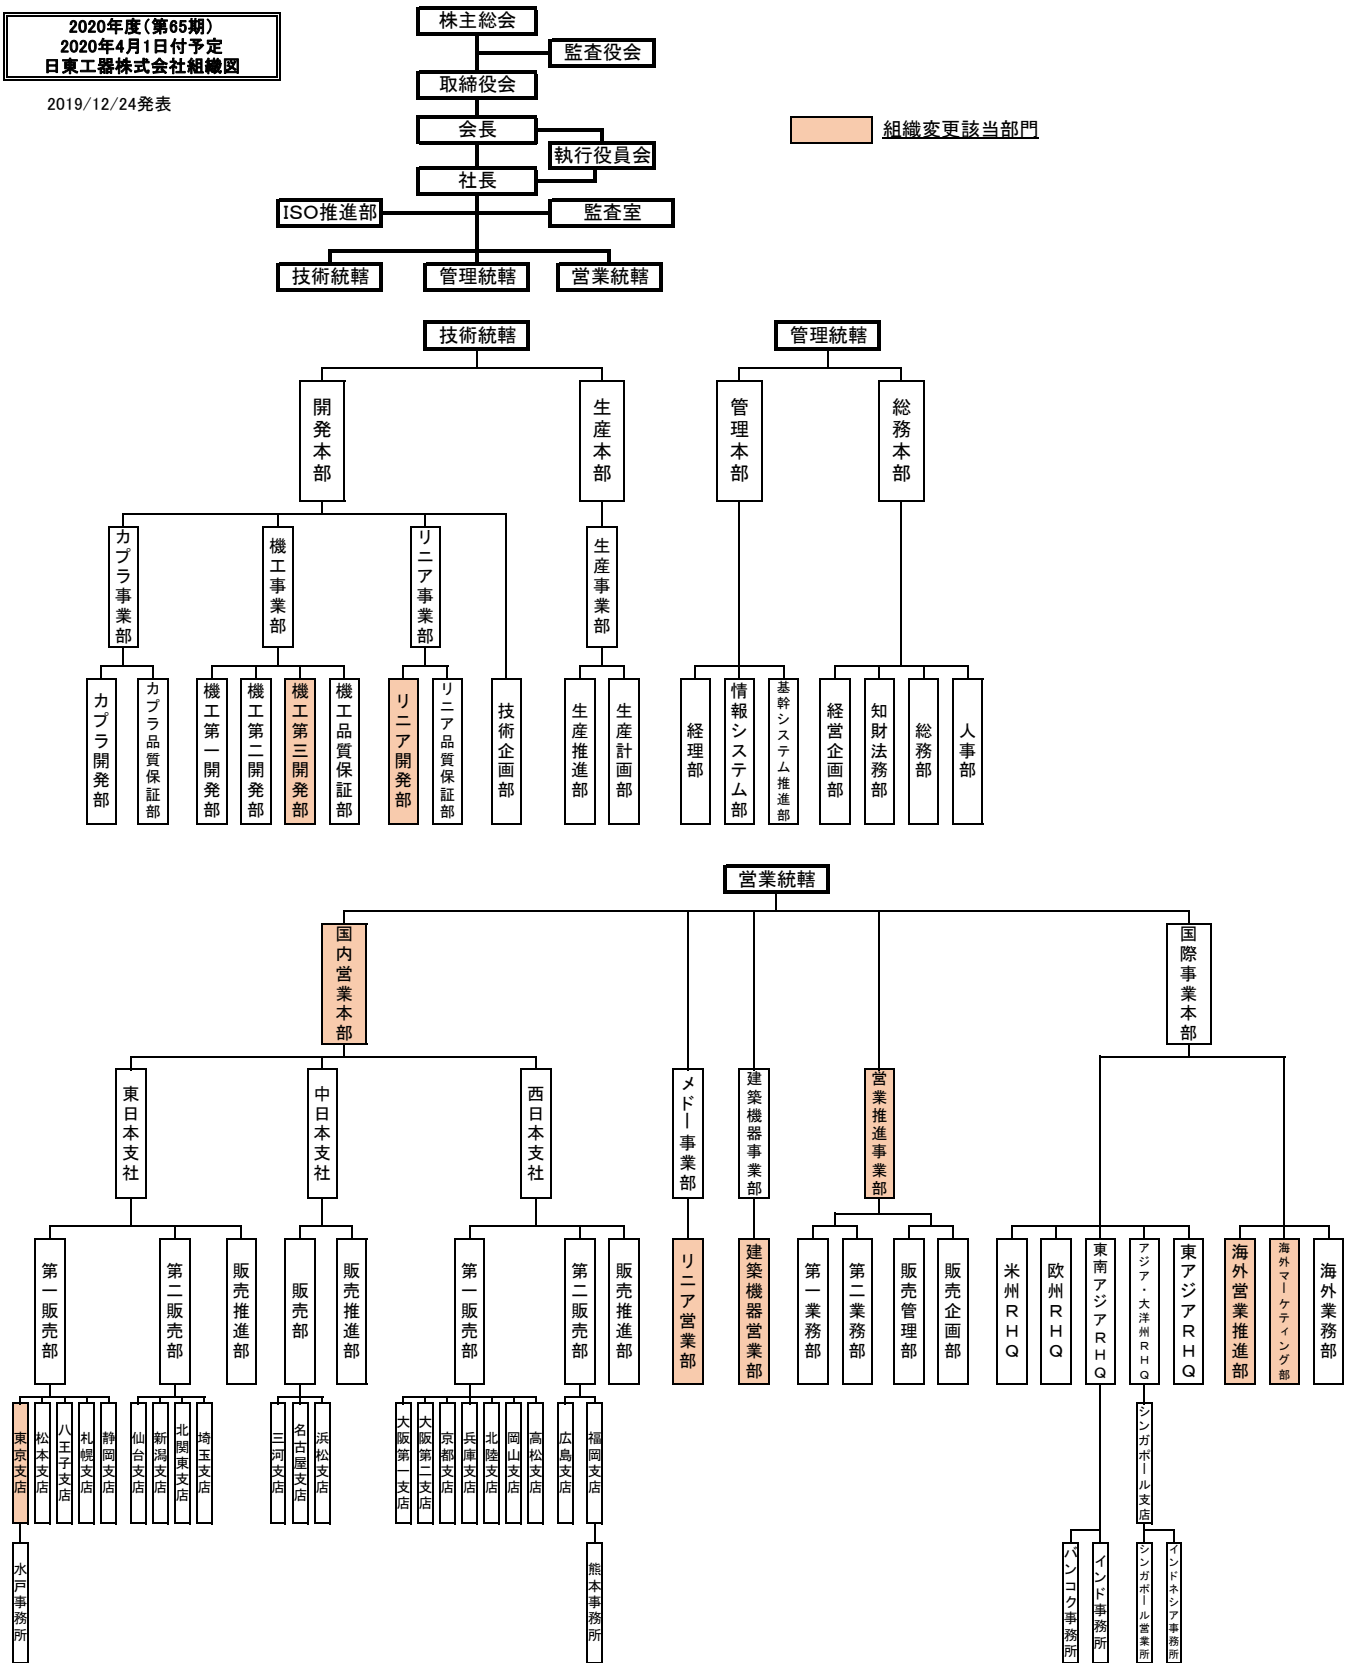 2020年度(第65期)
2020年4月1日付予定
日東工器株式会社組織図
2019/12/24発表
株主総会
監査役会
取締役会
会長
執行役員会
社長
ISO推進部
監査室
技術統轄
管理統轄
営業統轄
組織変更該当部門
技術統轄
管理統轄
開発本部
生産本部
管理本部
総務本部
カプラ事業部
機工事業部
リニア事業部
生産事業部
カプラ開発部
カプラ品質保証部
機工第一開発部
機工第二開発部
機工第三開発部
機工品質保証部
リニア開発部
リニア品質保証部
技術企画部
生産推進部
生産計画部
経理部
情報システム部
基幹システム推進部
経営企画部
知財法務部
総務部
人事部
営業統轄
国内営業本部
国際事業本部
東日本支社
中日本支社
西日本支社
メドー事業部
建築機器事業部
営業推進事業部
第一販売部
第二販売部
販売推進部
販売部
販売推進部
第一販売部
第二販売部
販売推進部
リニア営業部
建築機器営業部
第一業務部
第二業務部
販売管理部
販売企画部
米州RHQ
欧州RHQ
東南アジアRHQ
アジア・大洋州RHQ
東アジアRHQ
海外営業推進部
海外マーケティング部
海外業務部
東京支店
松本支店
八王子支店
札幌支店
静岡支店
仙台支店
新潟支店
北関東支店
埼玉支店
三河支店
名古屋支店
浜松支店
大阪第一支店
大阪第二支店
京都支店
兵庫支店
北陸支店
岡山支店
高松支店
広島支店
福岡支店
シンガポール支店
水戸事務所
熊本事務所
バンコク事務所
インド事務所
シンガポール営業所
インドネシア事務所